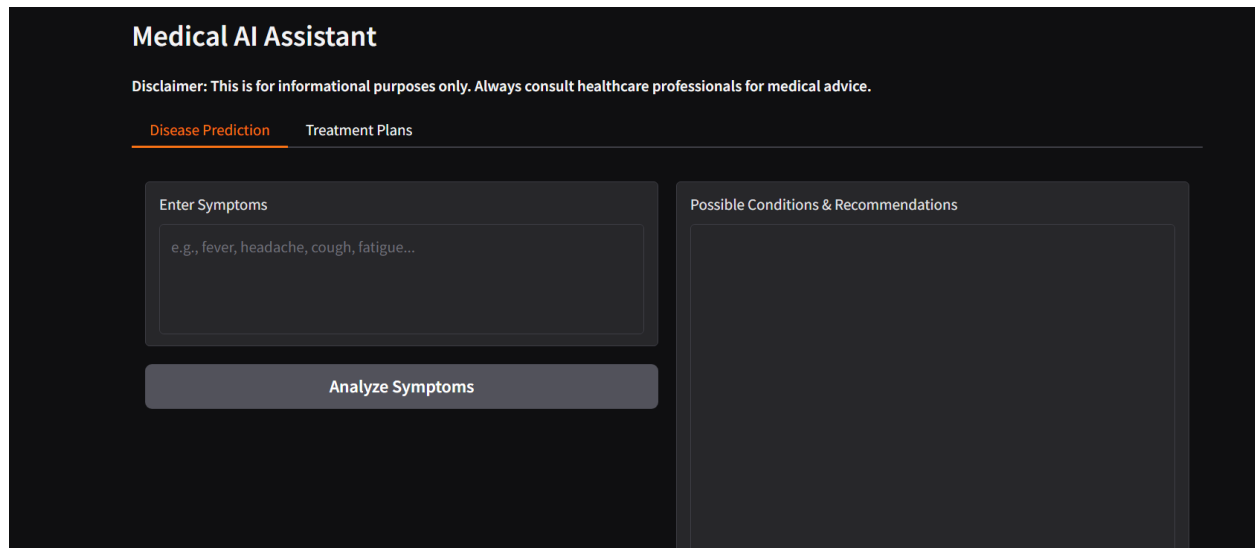 Medical AI Assistant
Disclaimer: This is for informational purposes only. Always consult healthcare professionals for medical advice.
Disease Prediction
Treatment Plans
Enter Symptoms
e.g., fever, headache, cough, fatigue...
Analyze Symptoms
Possible Conditions & Recommendations